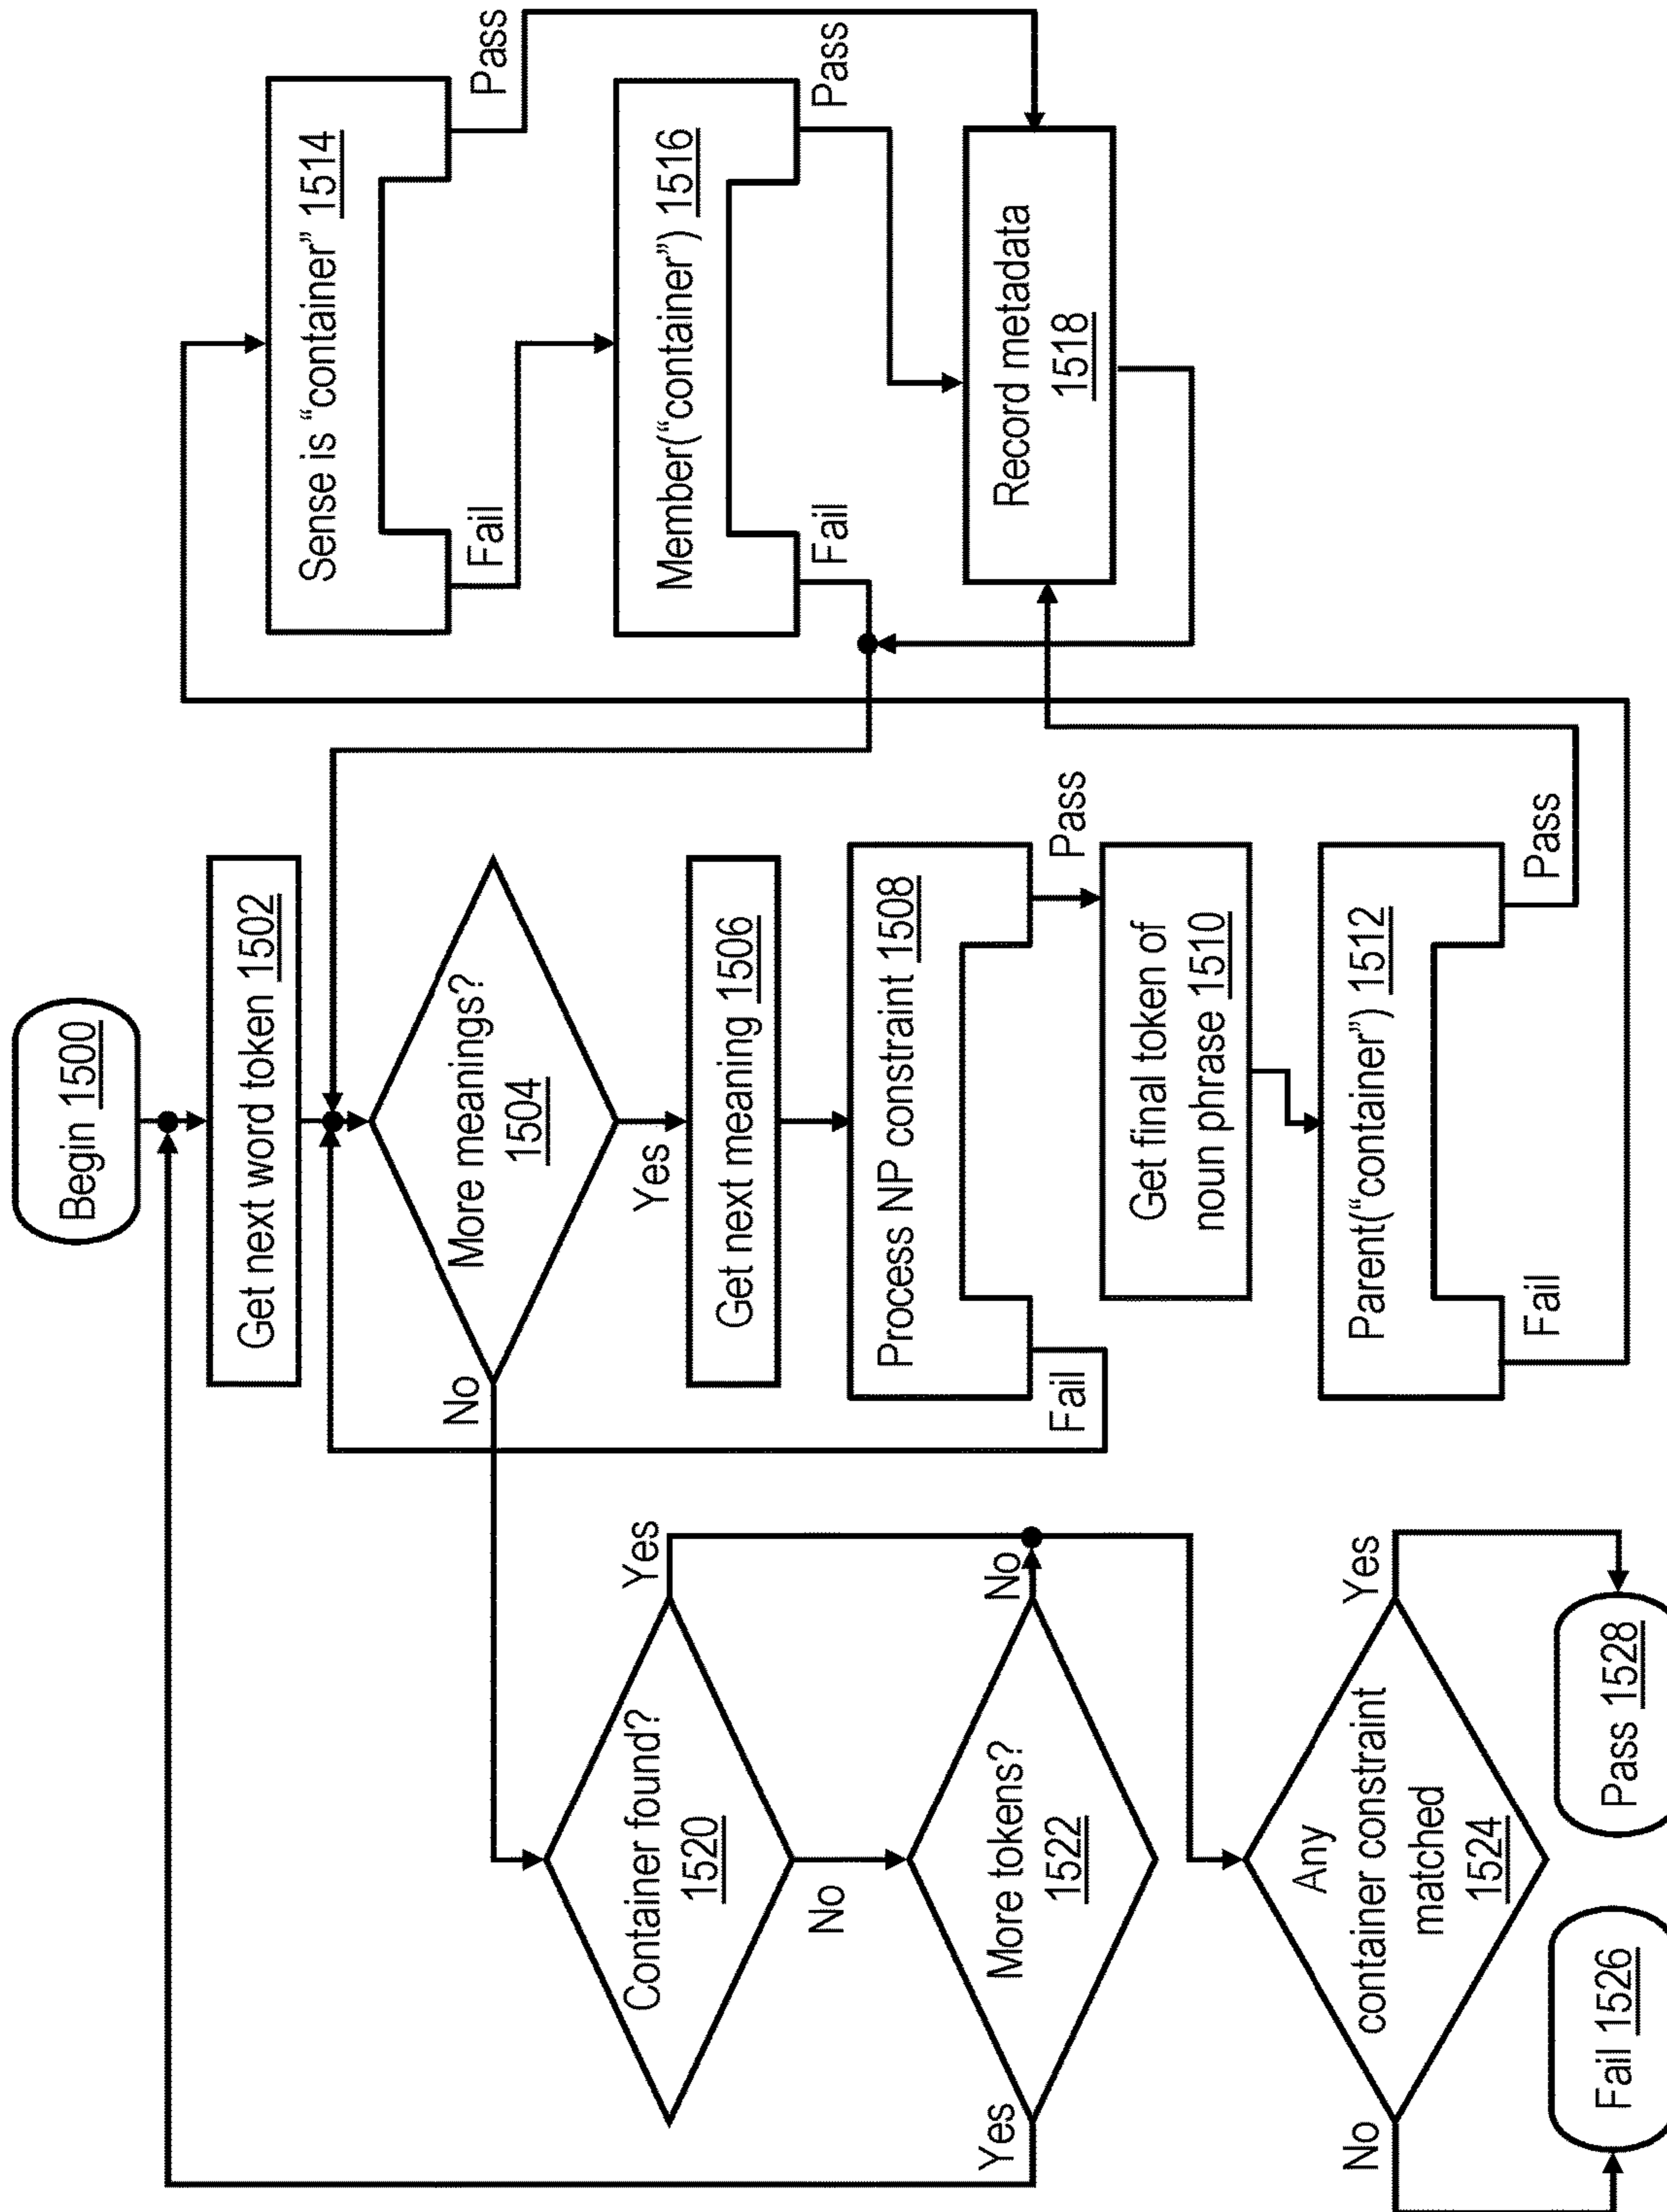 Begin 1500
Get next word token 1502
More meanings?
1504
No
Yes
Get next meaning 1506
Process NP constraint 1508
Fail
Pass
Get final token of
noun phrase 1510
Parent(“container”) 1512
Fail
Pass
Sense is “container” 1514
Fail
Pass
Member(“container”) 1516
Fail
Pass
Record metadata
1518
Container found?
1520
Yes
No
More tokens?
1522
Yes
No
Any
container constraint
matched
1524
No
Yes
Fail 1526
Pass 1528